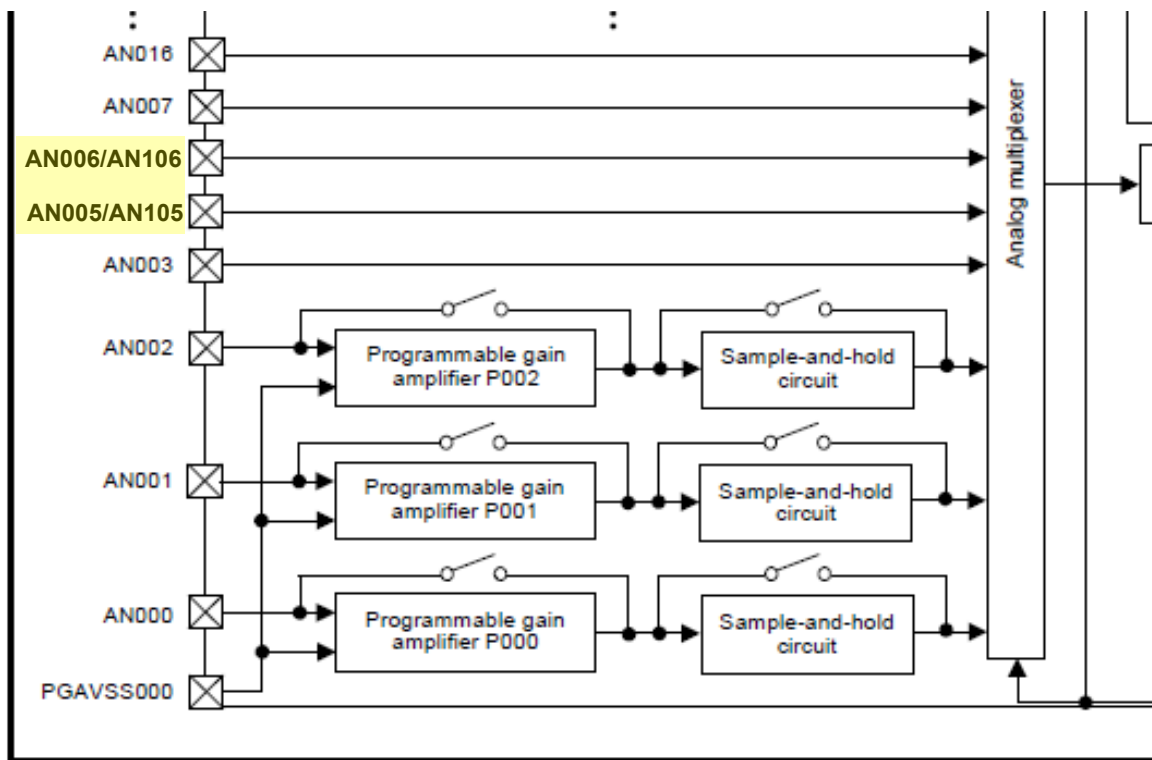 AN016
AN007
AN006/AN106
AN005/AN105
AN003
AN002
Programmable gain
amplifier P002
Sample-and-hold
circuit
AN001
Programmable gain
amplifier P001
Sample-and-hold
circuit
AN000
Programmable gain
amplifier P000
Sample-and-hold
circuit
PGAVSS000
Analog multiplexer